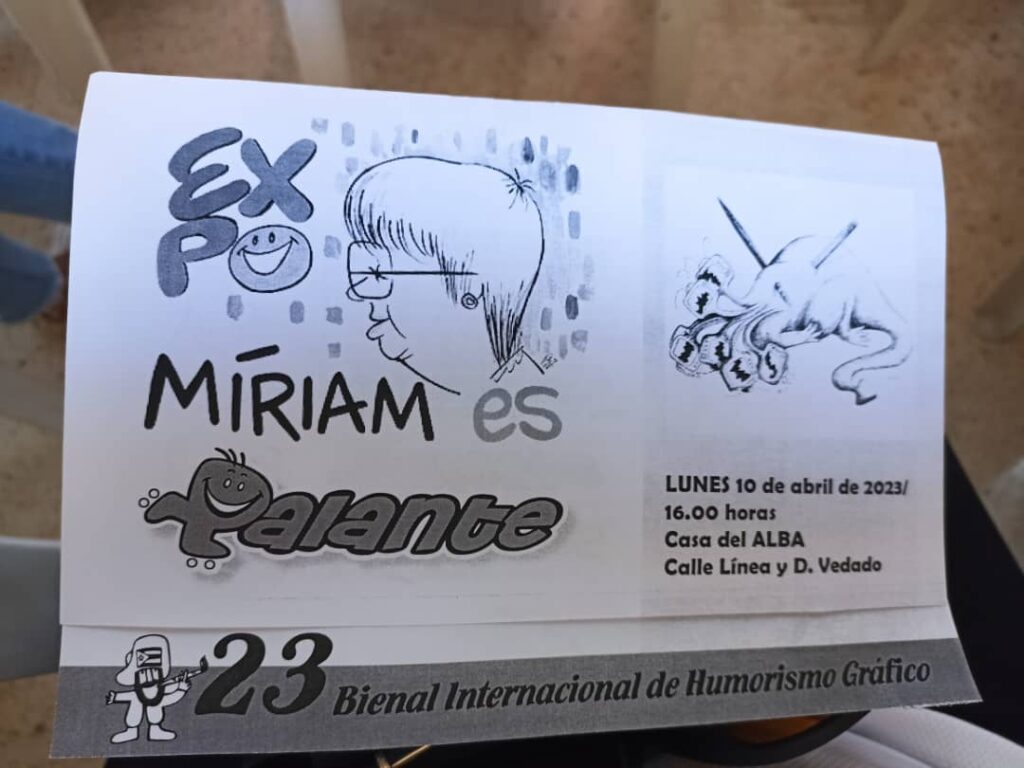 EX
PO
MÍRIAM es
Palante
LUNES 10 de abril de 2023/
16.00 horas
Casa del ALBA
Calle Línea y D. Vedado
23 Bienal Internacional de Humorismo Gráfico